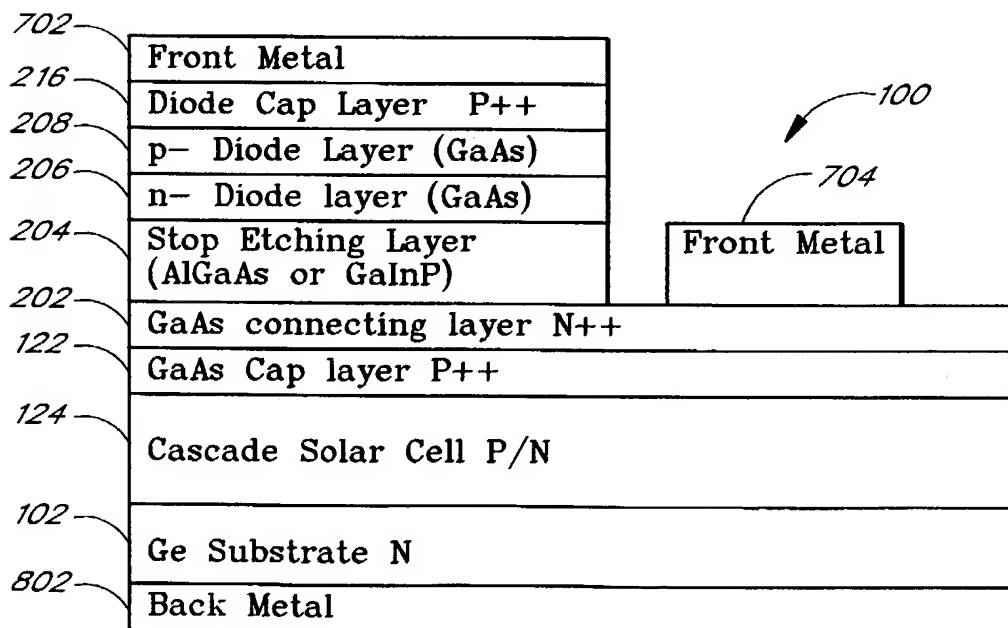 702
Front Metal
216
Diode Cap Layer P++
100
208
p- Diode Layer (GaAs)
206
n- Diode layer (GaAs)
704
204
Stop Etching Layer
(AlGaAs or GaInP)
Front Metal
202
GaAs connecting layer N++
122
GaAs Cap layer P++
124
Cascade Solar Cell P/N
102
Ge Substrate N
802
Back Metal